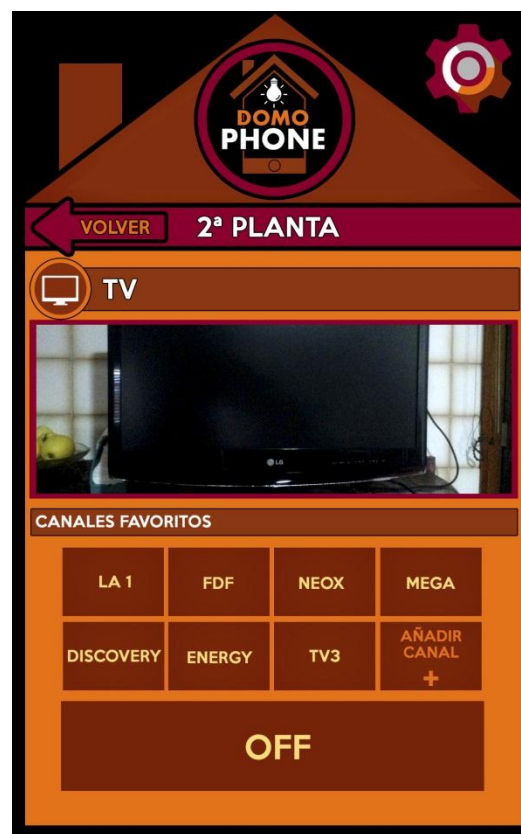 DOMO
PHONE
VOLVER 2ª PLANTA
TV
LG
CANALES FAVORITOS
LA 1 FDF NEOX MEGA
DISCOVERY ENERGY TV3 AÑADIR
CANAL
+
OFF